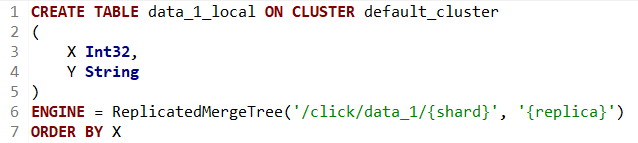 1 CREATE TABLE data_1_local ON CLUSTER default_cluster
2 (
3 X Int32,
4 Y String
5 )
6 ENGINE = ReplicatedMergeTree('/click/data_1/{shard}', '{replica}')
7 ORDER BY X